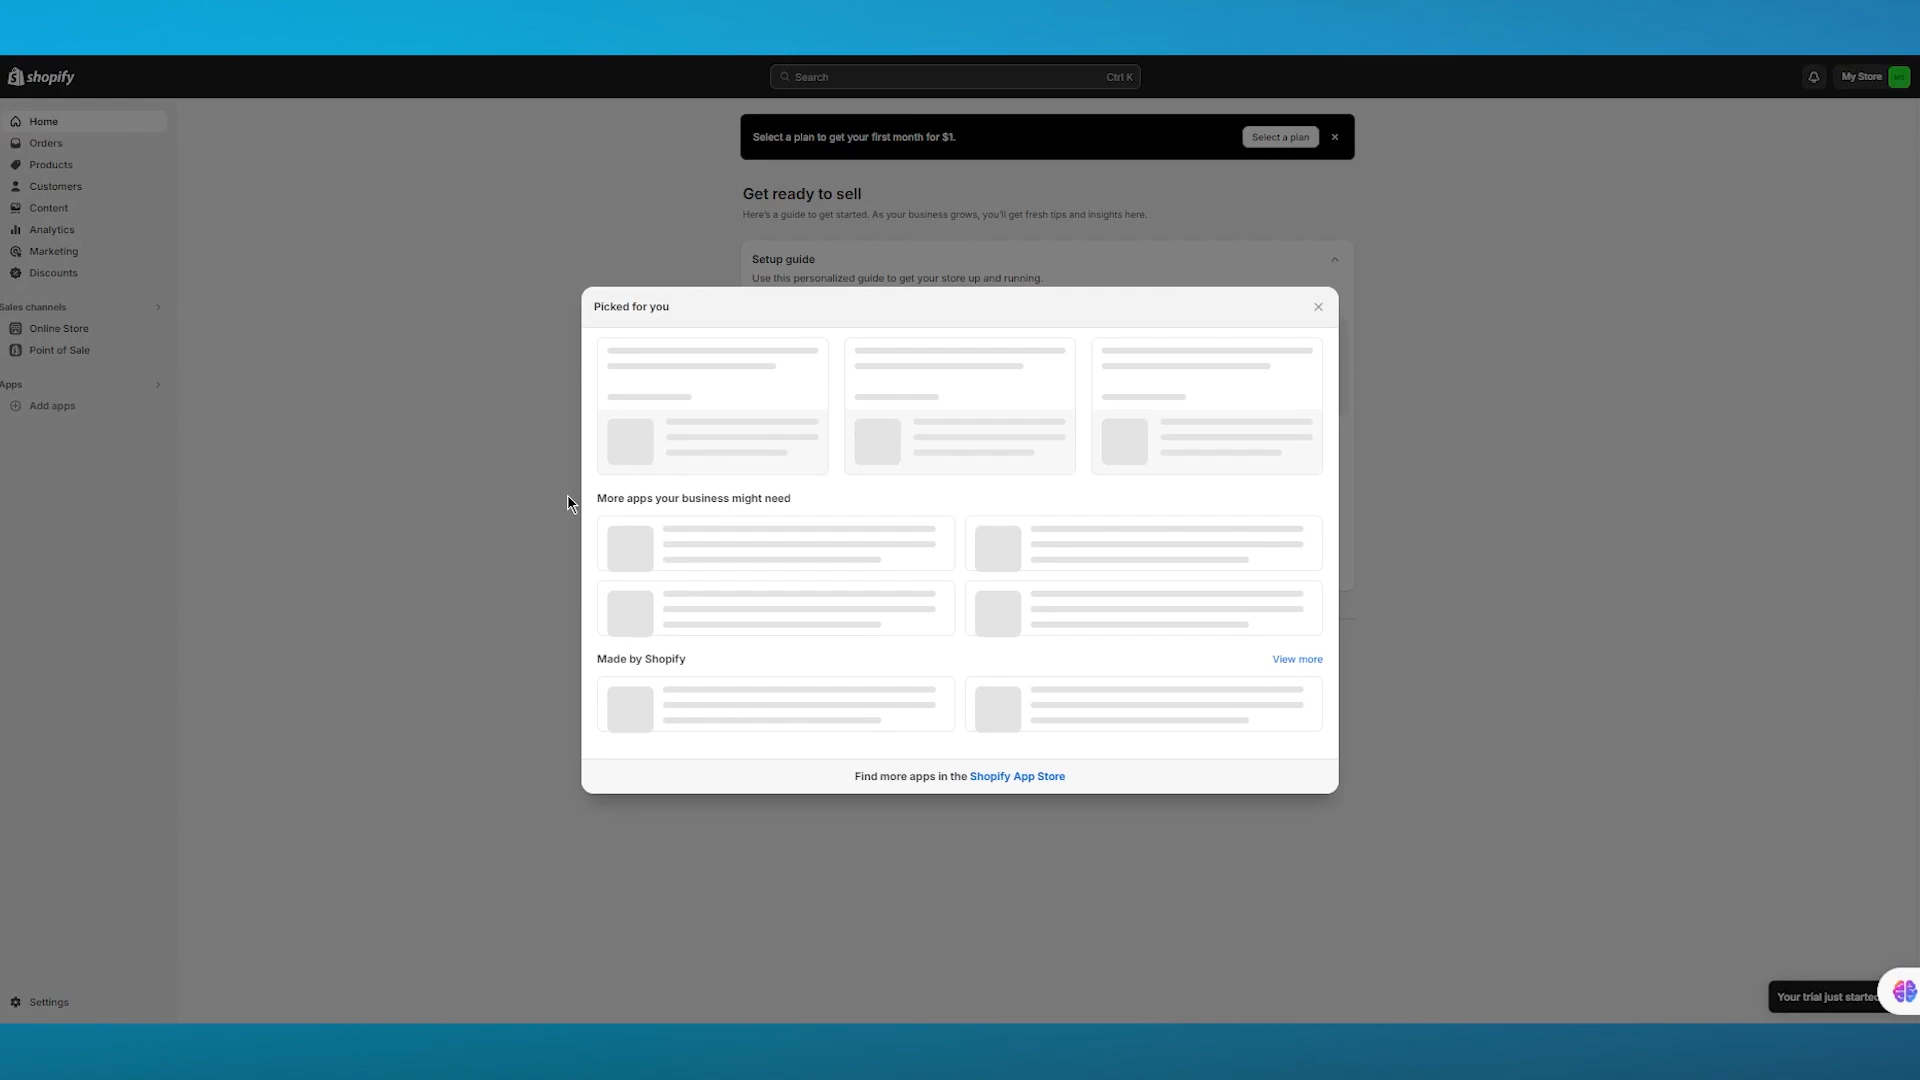 shopify
Search
Ctrl K
My Store
Home
Orders
Products
Customers
Content
Analytics
Marketing
Discounts
Sales channels
Online Store
Point of Sale
Apps
Add apps
Settings
Select a plan to get your first month for $1.
Select a plan
Get ready to sell
Here's a guide to get started. As your business grows, you'll get fresh tips and insights here.
Setup guide
Use this personalized guide to get your store up and running.
Picked for you
More apps your business might need
Made by Shopify
View more
Find more apps in the Shopify App Store
Your trial just started